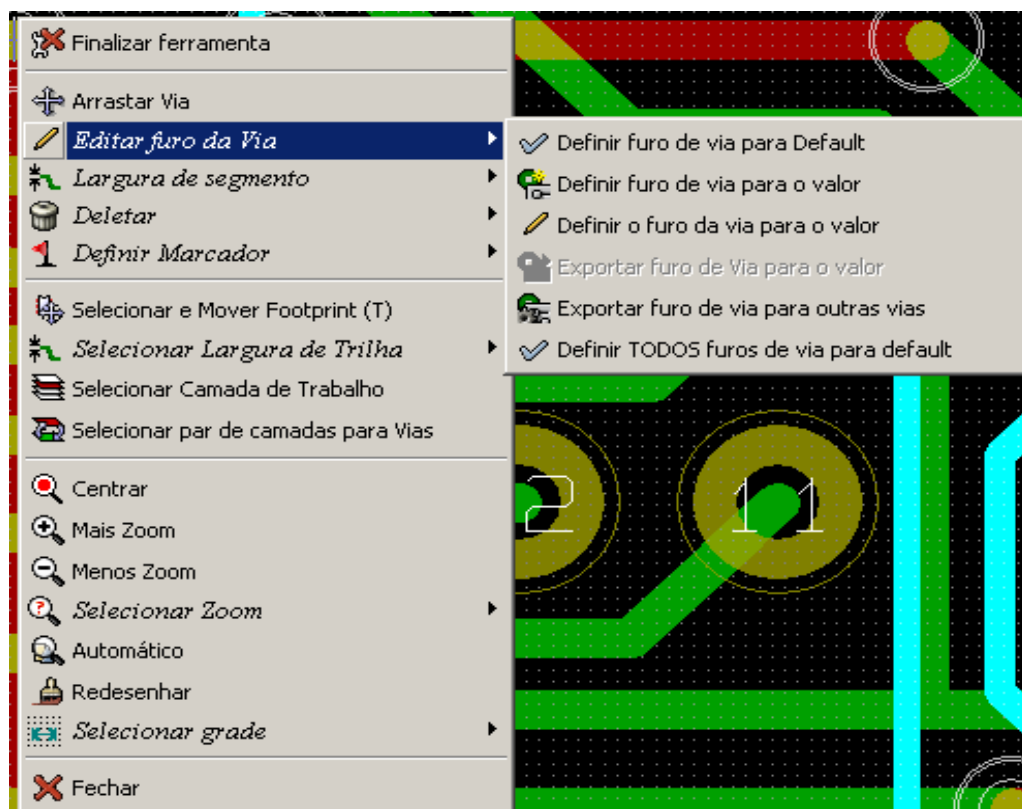 Finalizar ferramenta
Arrastar Via
Editar furo da Via
Largura de segmento
Deletar
Definir Marcador
Selecionar e Mover Footprint (T)
Selecionar Largura de Trilha
Selecionar Camada de Trabalho
Selecionar par de camadas para Vias
Centrar
Mais Zoom
Menos Zoom
Selecionar Zoom
Automático
Redesenhar
Selecionar grade
Fechar
Definir furo de via para Default
Definir furo de via para o valor
Definir o furo da via para o valor
Exportar furo de Via para o valor
Exportar furo de via para outras vias
Definir TODOS furos de via para default
2
11